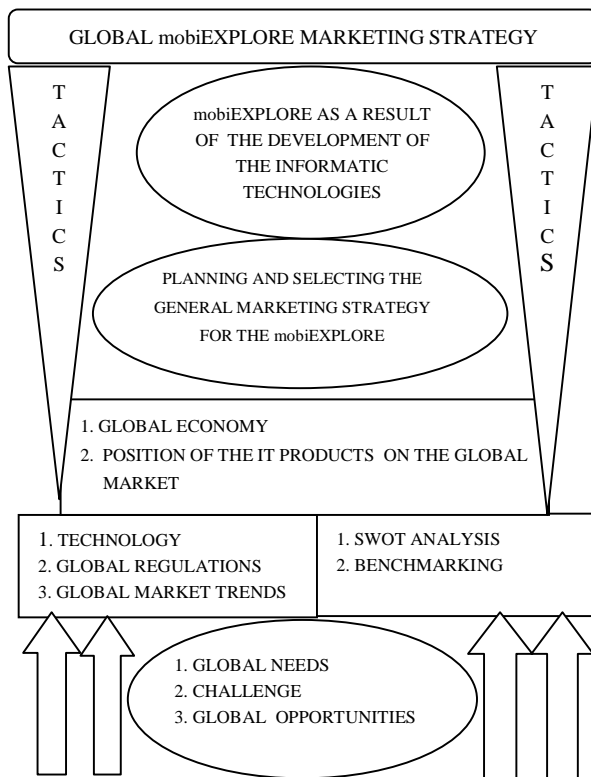 GLOBAL mobiEXPLORE MARKETING STRATEGY
T
A
C
T
I
C
S
mobiEXPLORE AS A RESULT
OF THE DEVELOPMENT OF
THE INFORMATIC
TECHNOLOGIES
T
A
C
T
I
C
S
PLANNING AND SELECTING THE
GENERAL MARKETING STRATEGY
FOR THE mobiEXPLORE
1. GLOBAL ECONOMY
2. POSITION OF THE IT PRODUCTS ON THE GLOBAL
MARKET
1. TECHNOLOGY
2. GLOBAL REGULATIONS
3. GLOBAL MARKET TRENDS
1. SWOT ANALYSIS
2. BENCHMARKING
1. GLOBAL NEEDS
2. CHALLENGE
3. GLOBAL OPPORTUNITIES